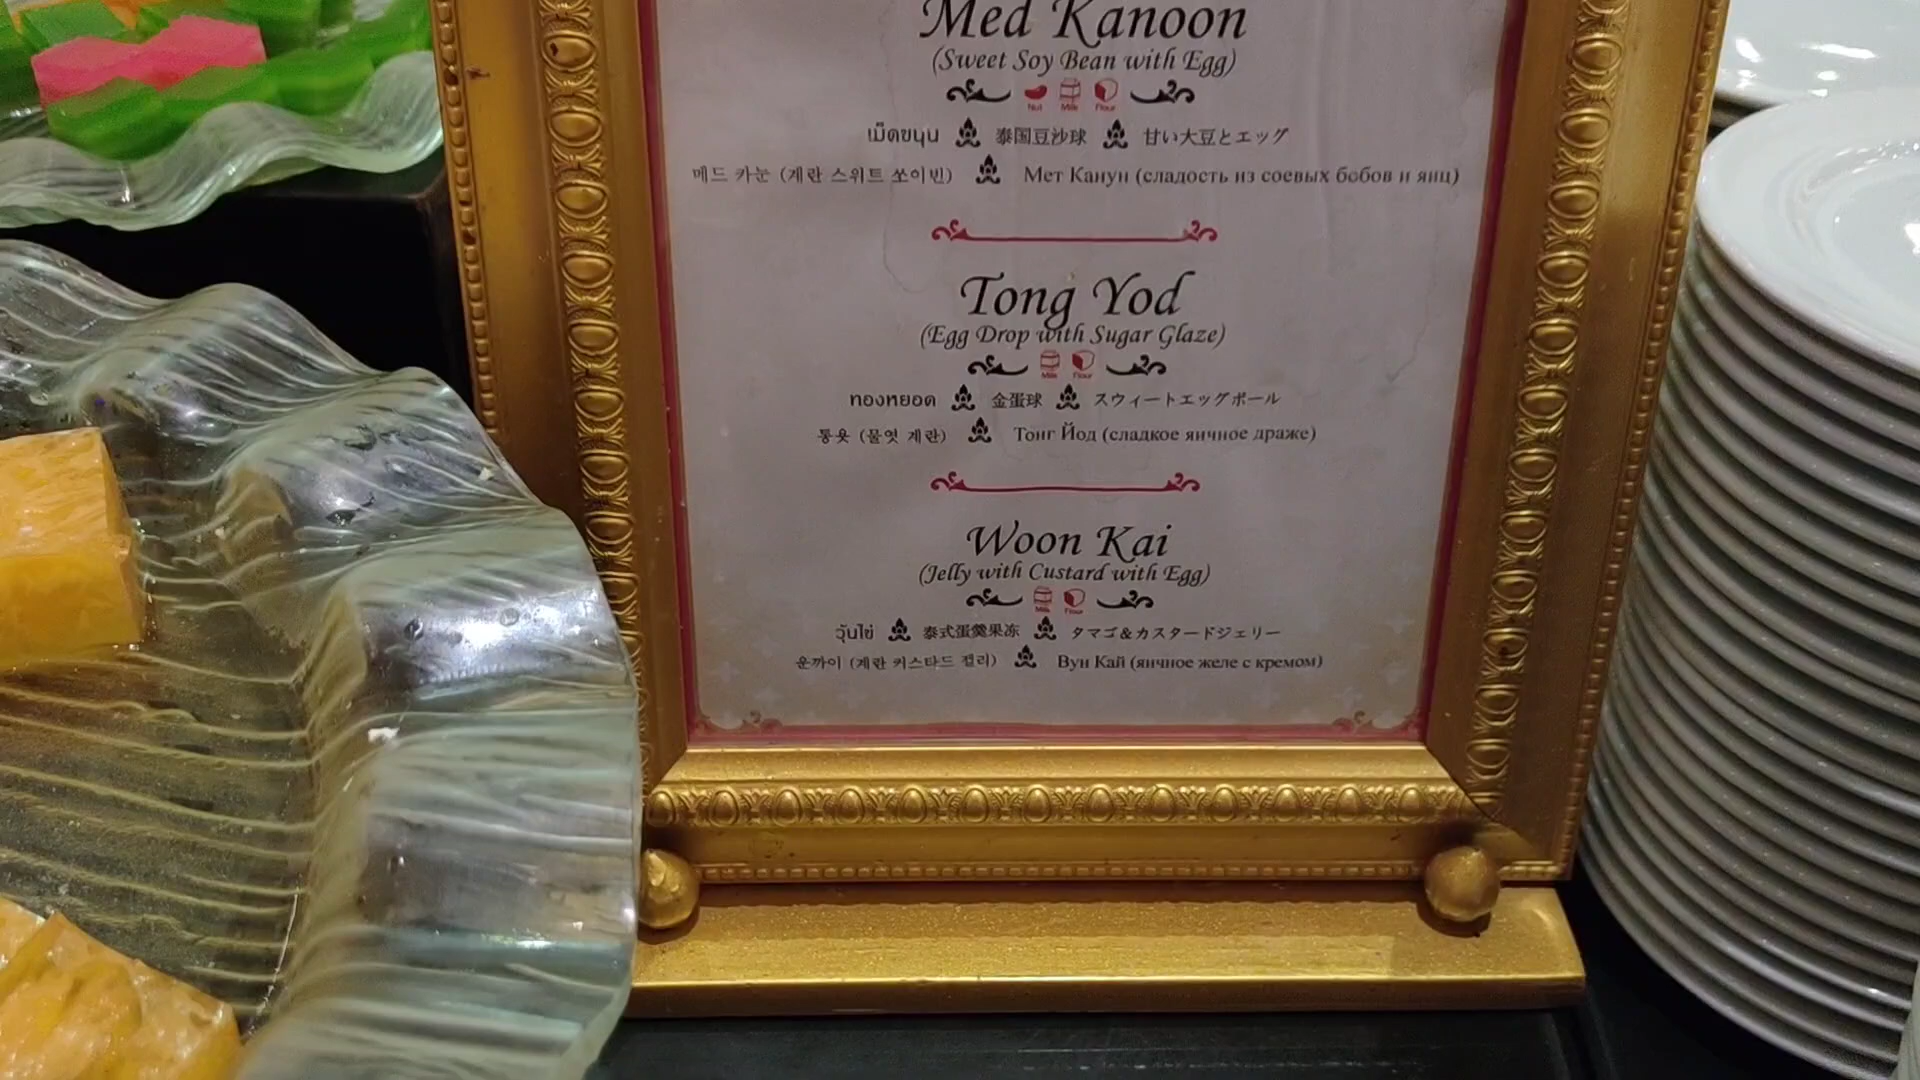 Med Kanoon
(Sweet Soy Bean with Egg)
Nut Milk Flour
เม็ดขนุน 泰国豆沙球 甘い大豆とエッグ
메드 카눈 (계란 스위트 쏘이빈) Мет Канун (сладость из соевых бобов и яиц)
Tong Yod
(Egg Drop with Sugar Glaze)
Milk Flour
ทองหยอด 金蛋球 スウィートエッグボール
통욧 (물엿 계란) Тонг Йод (сладкое яичное драже)
Woon Kai
(Jelly with Custard with Egg)
Milk Flour
วุ้นไข่ 泰式蛋羹果冻 タマゴ&カスタードジェリー
운까이 (계란 커스타드 젤리) Вун Кай (яичное желе с кремом)